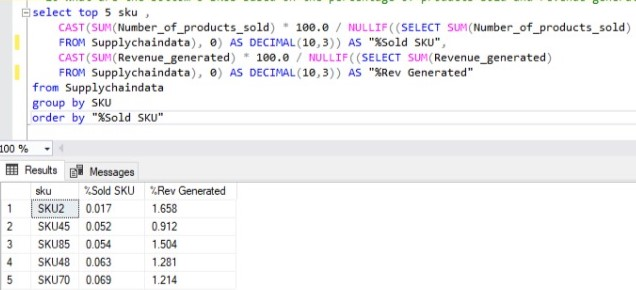 select top 5 sku ,
CAST(SUM(Number_of_products_sold) * 100.0 / NULLIF((SELECT SUM(Number_of_products_sold)
FROM Supplychaindata), 0) AS DECIMAL(10,3)) AS "%Sold SKU",
CAST(SUM(Revenue_generated) * 100.0 / NULLIF((SELECT SUM(Revenue_generated)
FROM Supplychaindata), 0) AS DECIMAL(10,3)) AS "%Rev Generated"
from Supplychaindata
group by SKU
order by "%Sold SKU"
100 %
Results Messages
sku %Sold SKU %Rev Generated
1 SKU2 0.017 1.658
2 SKU45 0.052 0.912
3 SKU85 0.054 1.504
4 SKU48 0.063 1.281
5 SKU70 0.069 1.214